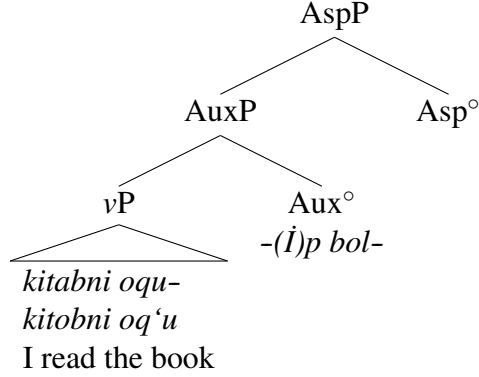 AspP
AuxP Asp°
vP Aux°
-(İ)p bol-
kitabni oqu-
kitobni oq‘u
I read the book